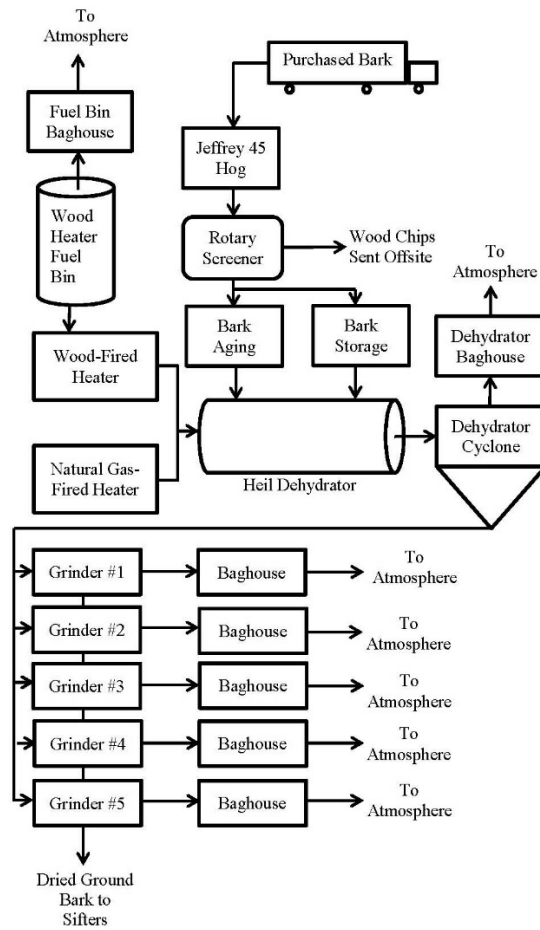 To
Atmosphere
Purchased Bark
Fuel Bin
Baghouse
Jeffrey 45
Hog
Wood
Heater
Fuel
Bin
Rotary
Screener
Wood Chips
Sent Offsite
To
Atmosphere
Bark
Aging
Bark
Storage
Dehydrator
Baghouse
Wood-Fired
Heater
Dehydrator
Cyclone
Natural Gas-
Fired Heater
Heil Dehydrator
Grinder #1
Baghouse
To
Atmosphere
Grinder #2
Baghouse
To
Atmosphere
Grinder #3
Baghouse
To
Atmosphere
Grinder #4
Baghouse
To
Atmosphere
Grinder #5
Baghouse
To
Atmosphere
Dried Ground
Bark to
Sifters